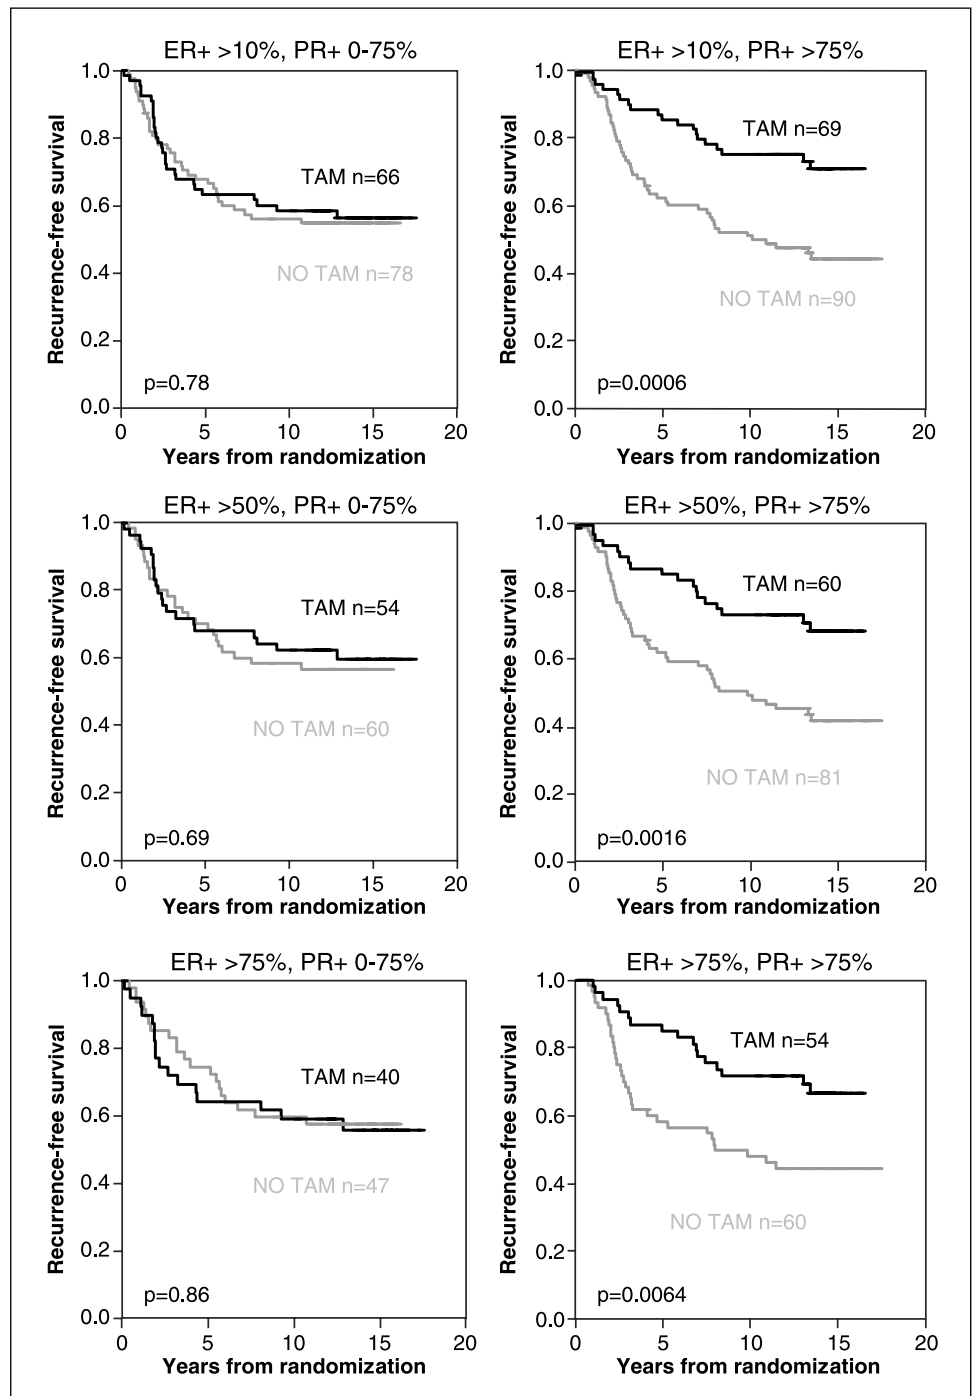 ER+ >10%, PR+ 0-75%
Recurrence-free survival
1.0
0.8
0.6
0.4
0.2
0.0
TAM n=66
NO TAM n=78
p=0.78
0 5 10 15 20
Years from randomization
ER+ >10%, PR+ >75%
Recurrence-free survival
1.0
0.8
0.6
0.4
0.2
0.0
TAM n=69
NO TAM n=90
p=0.0006
0 5 10 15 20
Years from randomization
ER+ >50%, PR+ 0-75%
Recurrence-free survival
1.0
0.8
0.6
0.4
0.2
0.0
TAM n=54
NO TAM n=60
p=0.69
0 5 10 15 20
Years from randomization
ER+ >50%, PR+ >75%
Recurrence-free survival
1.0
0.8
0.6
0.4
0.2
0.0
TAM n=60
NO TAM n=81
p=0.0016
0 5 10 15 20
Years from randomization
ER+ >75%, PR+ 0-75%
Recurrence-free survival
1.0
0.8
0.6
0.4
0.2
0.0
TAM n=40
NO TAM n=47
p=0.86
0 5 10 15 20
Years from randomization
ER+ >75%, PR+ >75%
Recurrence-free survival
1.0
0.8
0.6
0.4
0.2
0.0
TAM n=54
NO TAM n=60
p=0.0064
0 5 10 15 20
Years from randomization